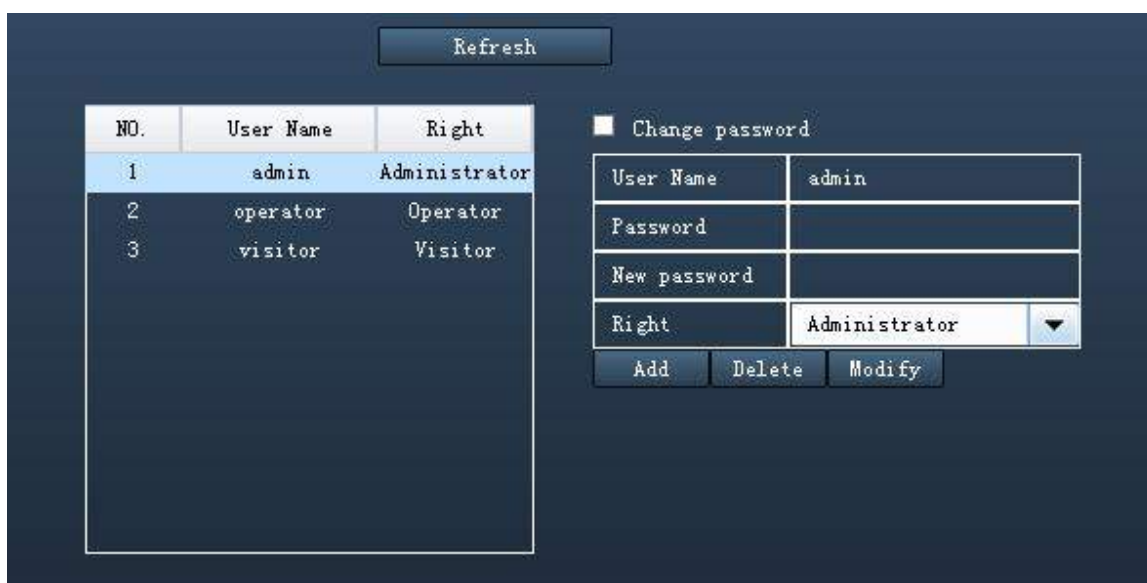 Refresh
NO. User Name Right
1 admin Administrator
2 operator Operator
3 visitor Visitor
Change password
User Name admin
Password
New password
Right Administrator
Add Delete Modify